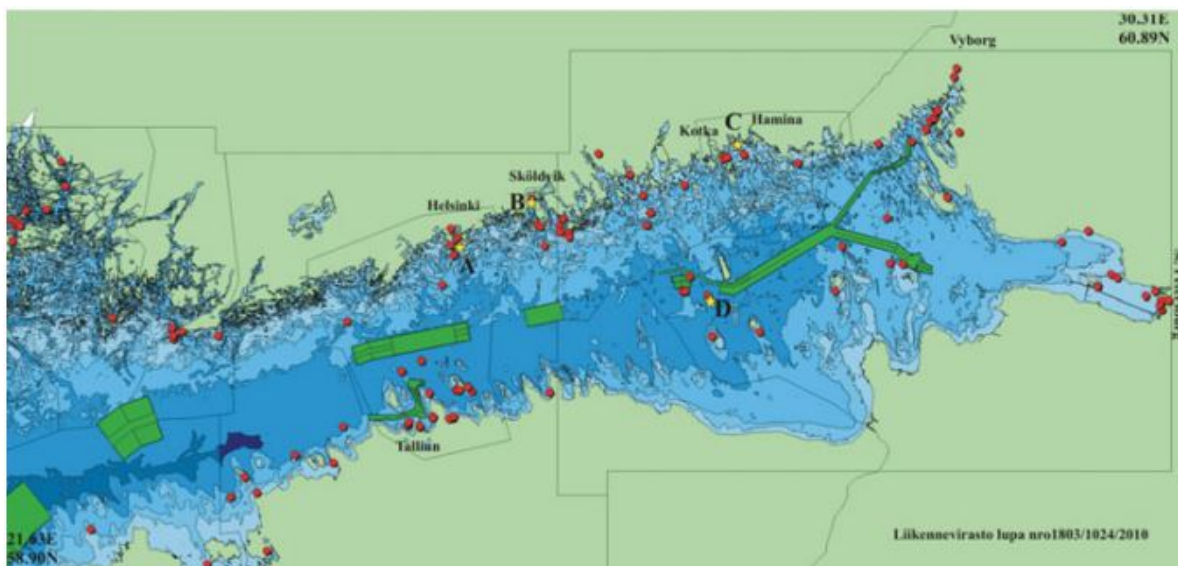 30.31E
60.89N
Vyborg
C
Hamina
Kotka
Sköldvik
B
Helsinki
A
D
Tallinn
21.63E
58.90N
Liikennevirasto lupa nro1803/1024/2010